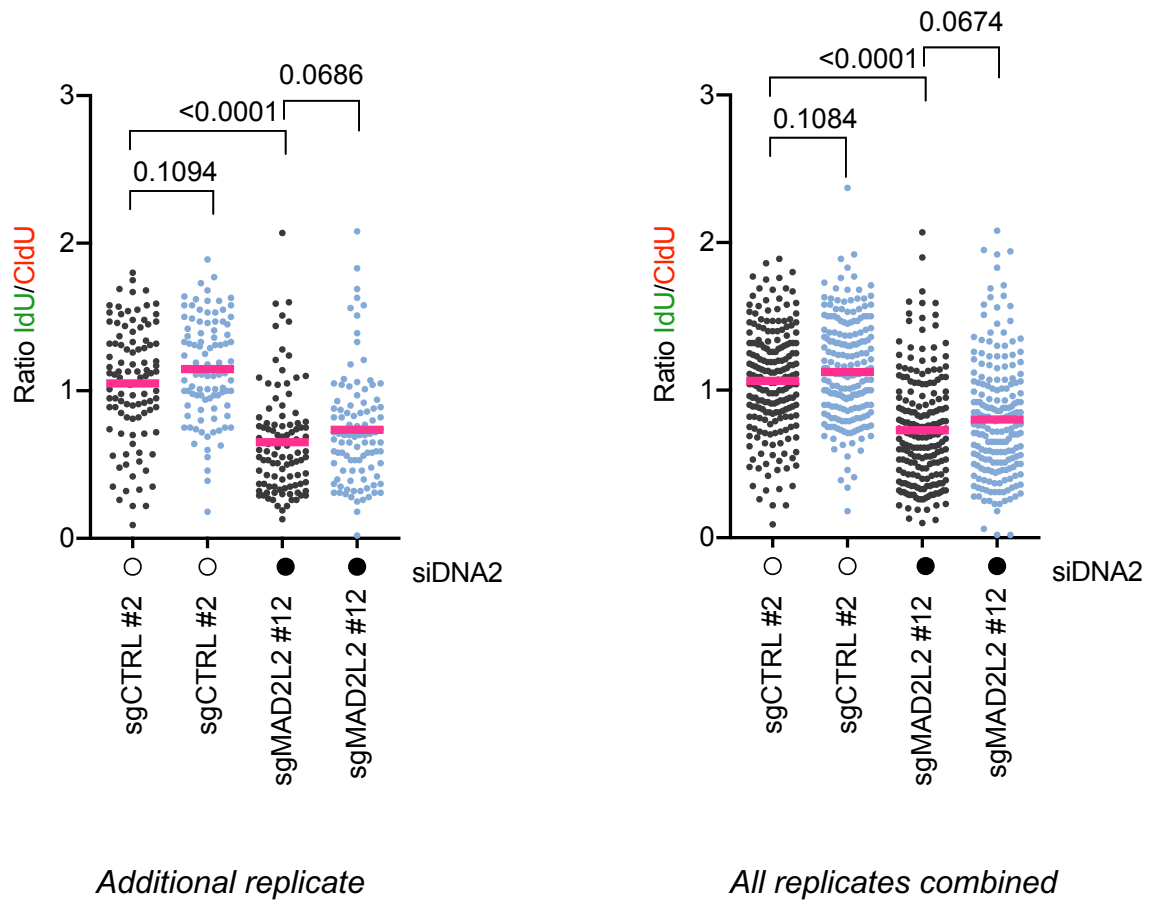 0.0686
<0.0001
0.1094
3
2
1
0
Ratio IdU/CldU
siDNA2
sgCTRL #2
sgCTRL #2
sgMAD2L2 #12
sgMAD2L2 #12
Additional replicate
0.0674
<0.0001
0.1084
3
2
1
0
Ratio IdU/CldU
siDNA2
sgCTRL #2
sgCTRL #2
sgMAD2L2 #12
sgMAD2L2 #12
All replicates combined